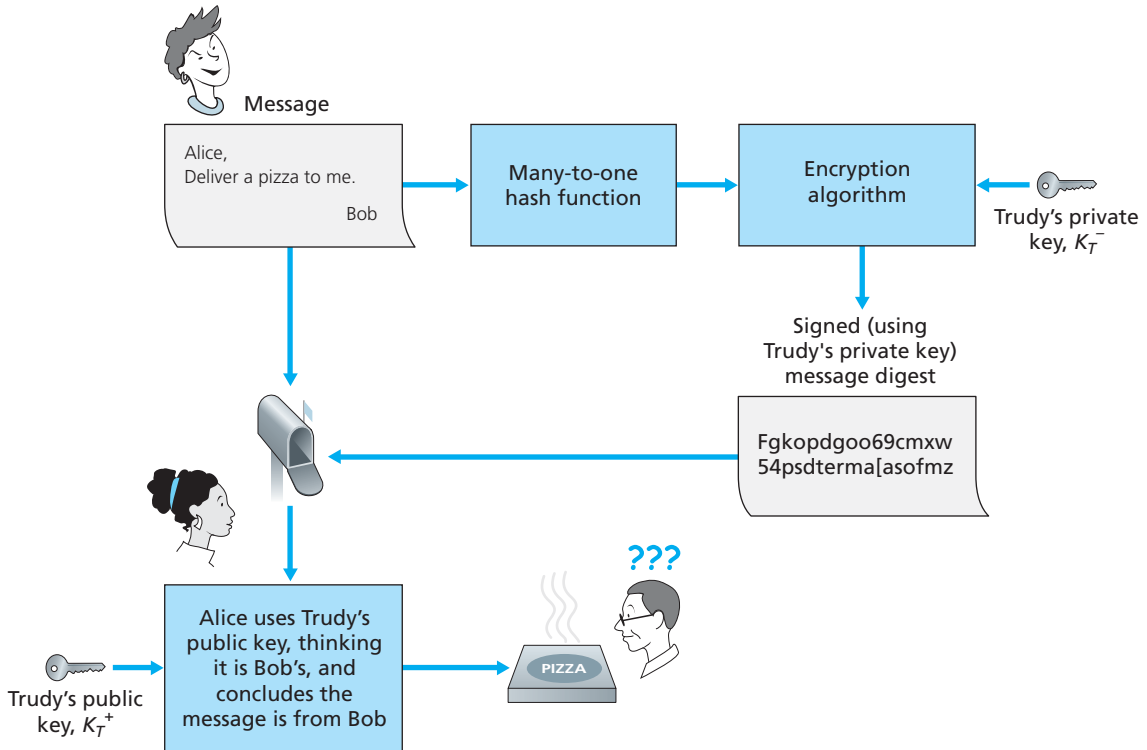 Message
Alice,
Deliver a pizza to me.
Bob
Many-to-one
hash function
Encryption
algorithm
Trudy’s private
key, K_T^–
Signed (using
Trudy's private key)
message digest
Fgkopdgoo69cmxw
54psdterma[asofmz
???
Alice uses Trudy’s
public key, thinking
it is Bob’s, and
concludes the
message is from Bob
PIZZA
Trudy’s public
key, K_T^+